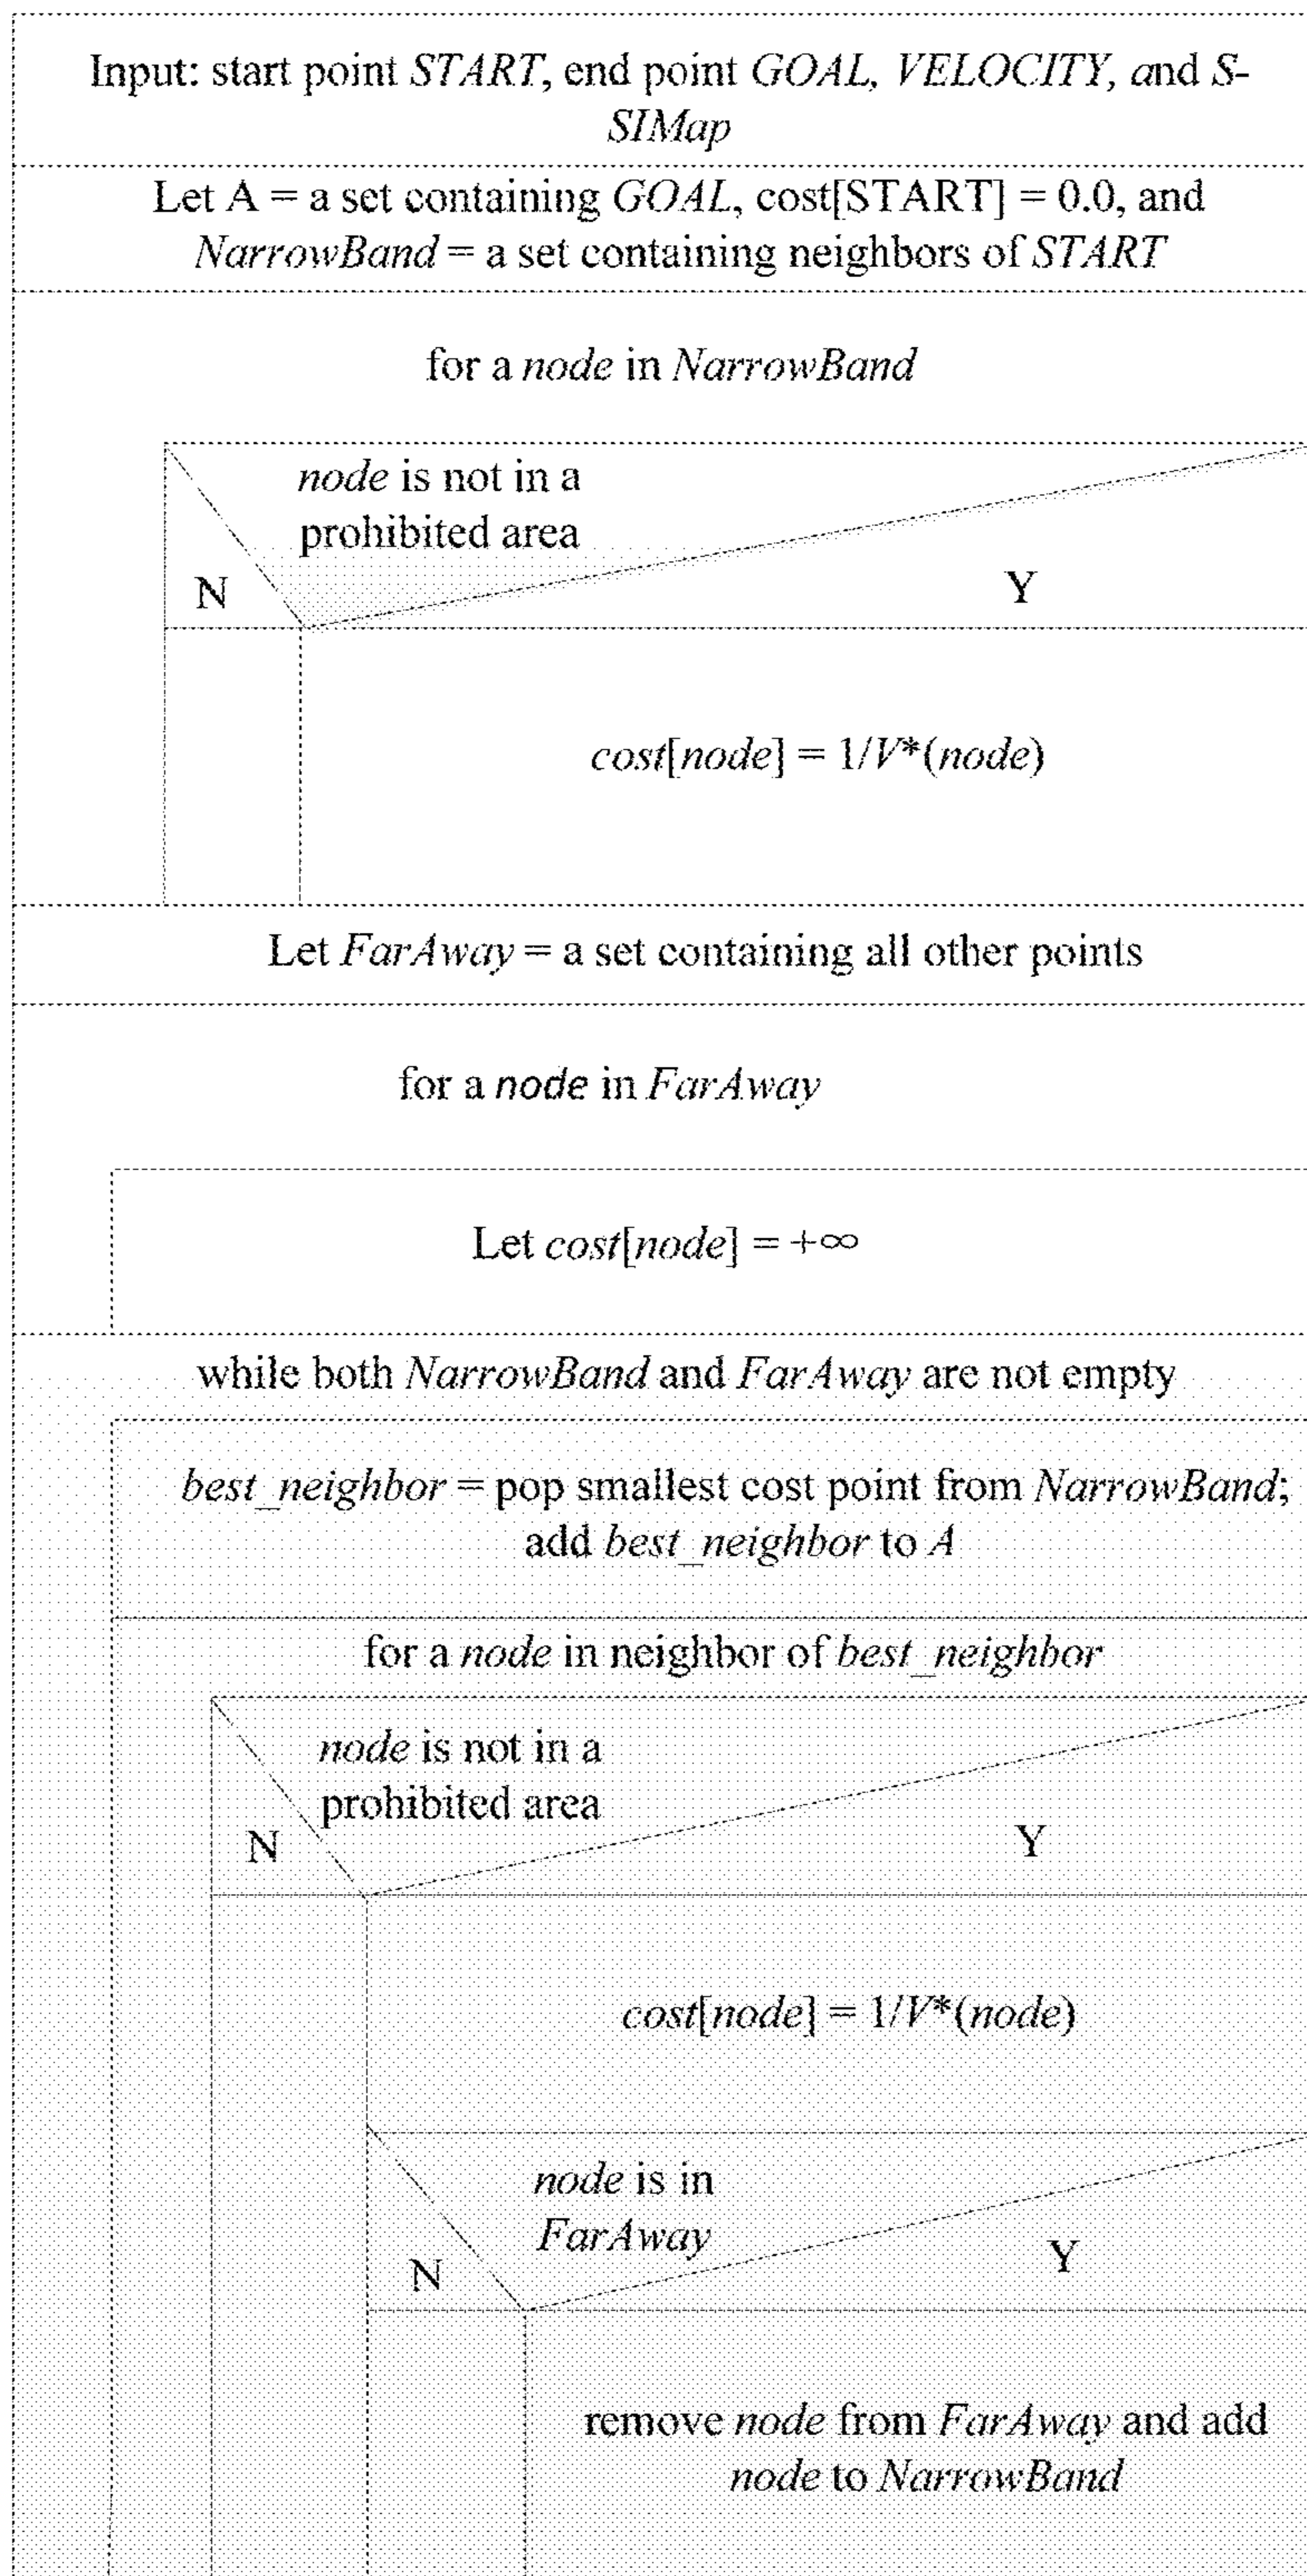 Input: start point START, end point GOAL, VELOCITY, and S-
SIMap
Let A = a set containing GOAL, cost[START] = 0.0, and
NarrowBand = a set containing neighbors of START
for a node in NarrowBand
node is not in a
prohibited area
N
Y
cost[node] = 1/V*(node)
Let FarAway = a set containing all other points
for a node in FarAway
Let cost[node] = +∞
while both NarrowBand and FarAway are not empty
best_neighbor = pop smallest cost point from NarrowBand;
add best_neighbor to A
for a node in neighbor of best_neighbor
node is not in a
prohibited area
N
Y
cost[node] = 1/V*(node)
node is in
FarAway
N
Y
remove node from FarAway and add
node to NarrowBand